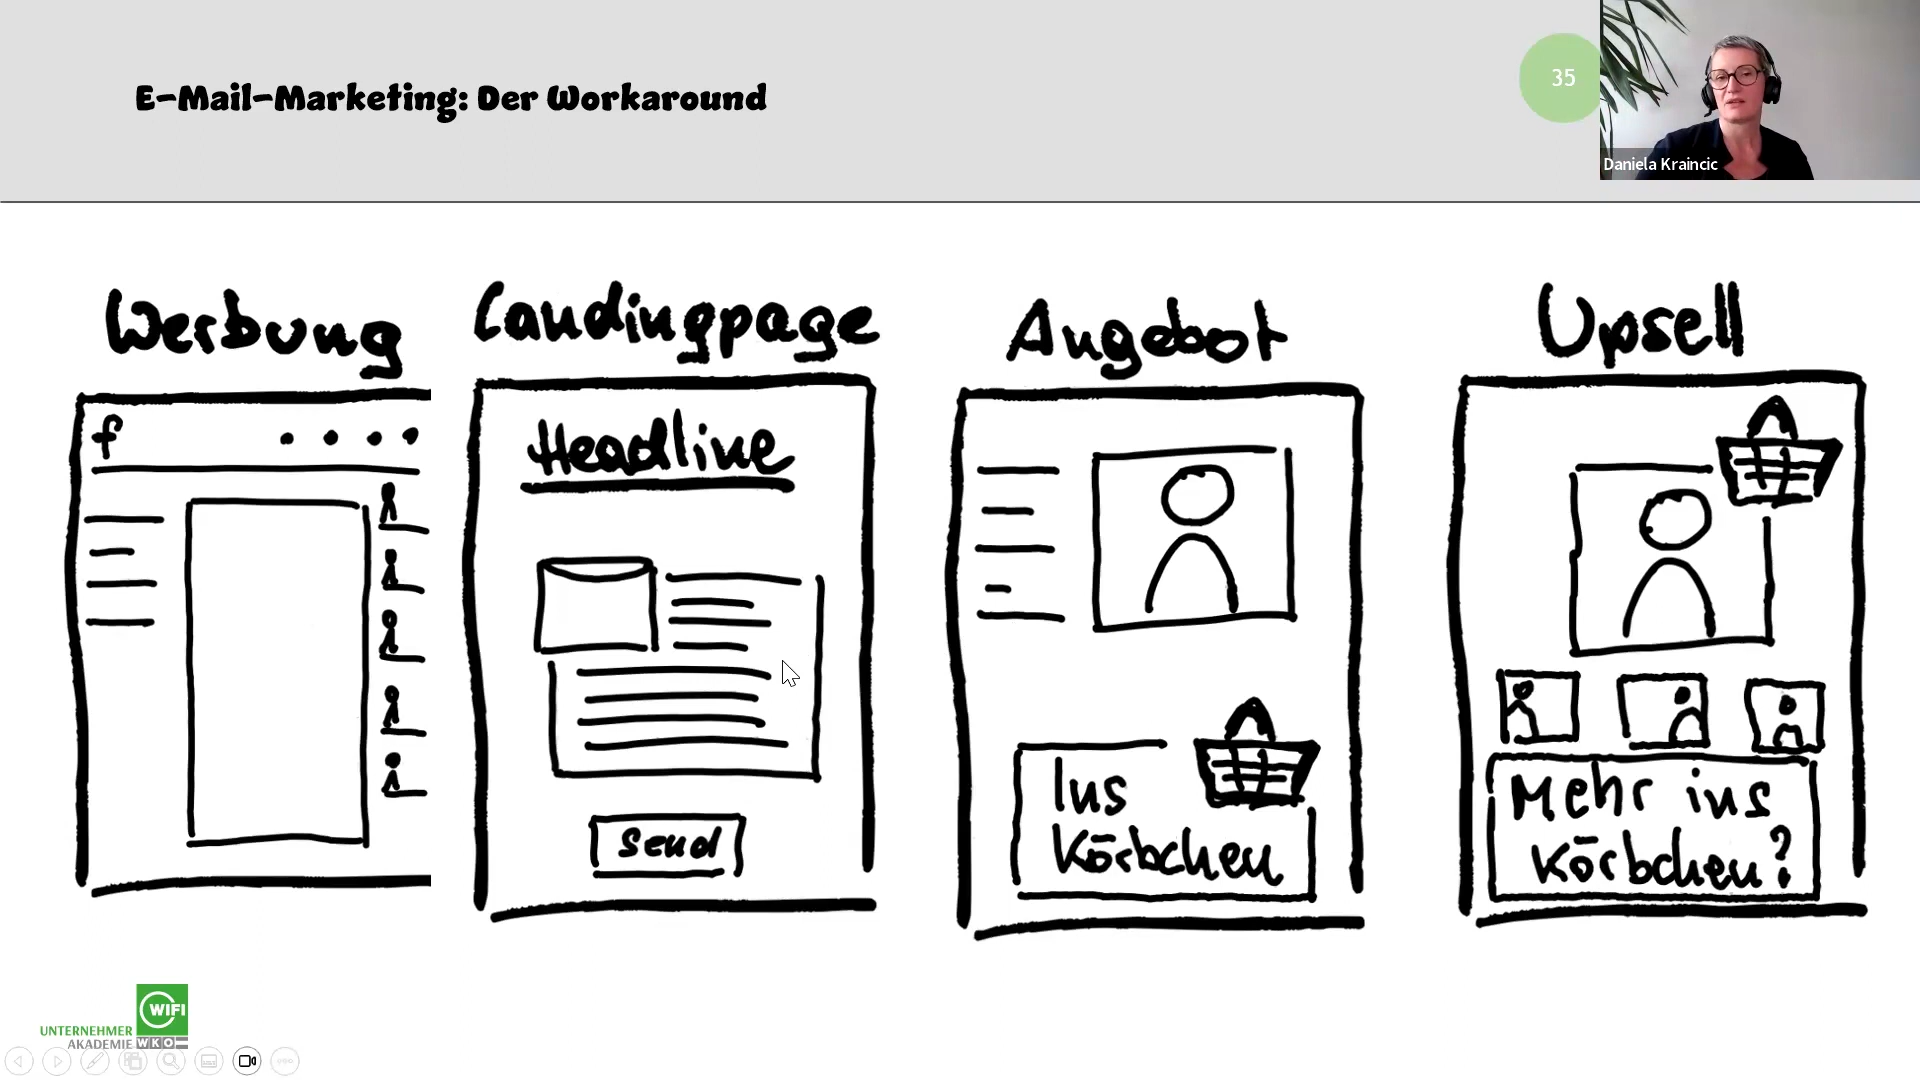 E-Mail-Marketing: Der Workaround
35
Daniela Kraincic
Werbung
Landingpage
Angebot
Upsell
f
Headline
Send
Ins
Körbchen
Mehr ins
Körbchen?
WIFI
UNTERNEHMER
AKADEMIE WKO